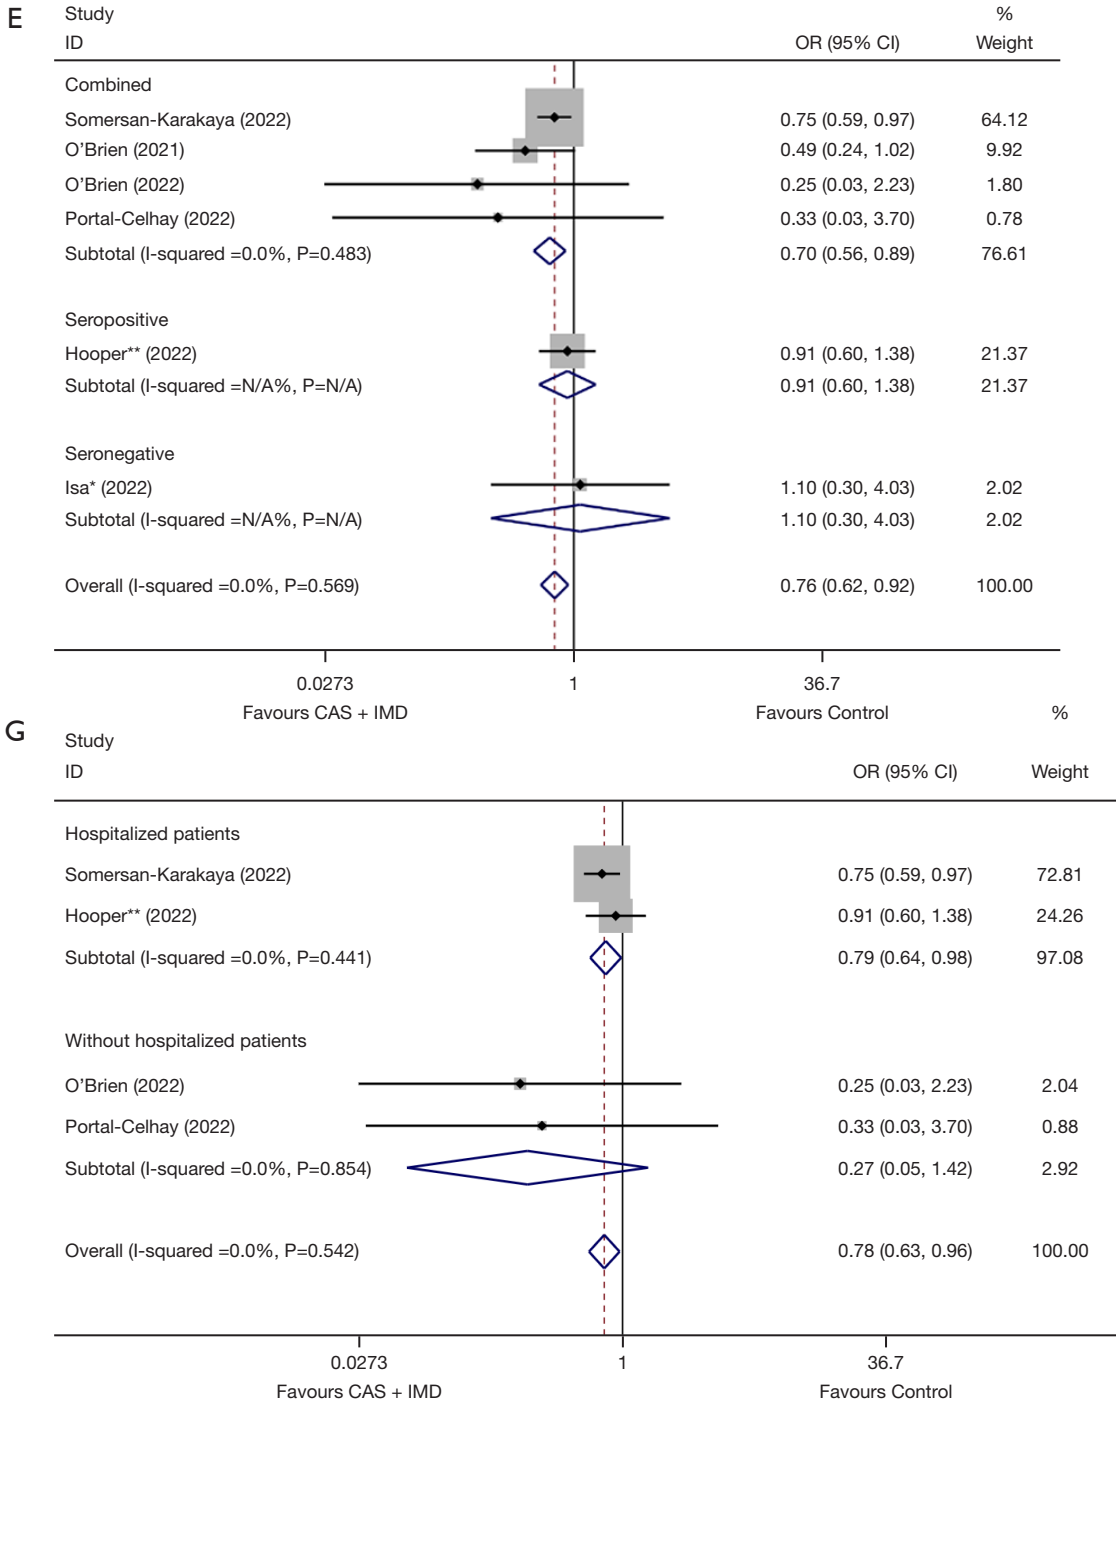 E
Study %
ID OR (95% CI) Weight
Combined
Somersan-Karakaya (2022) 0.75 (0.59, 0.97) 64.12
O’Brien (2021) 0.49 (0.24, 1.02) 9.92
O’Brien (2022) 0.25 (0.03, 2.23) 1.80
Portal-Celhay (2022) 0.33 (0.03, 3.70) 0.78
Subtotal (I-squared =0.0%, P=0.483) 0.70 (0.56, 0.89) 76.61
Seropositive
Hooper** (2022) 0.91 (0.60, 1.38) 21.37
Subtotal (I-squared =N/A%, P=N/A) 0.91 (0.60, 1.38) 21.37
Seronegative
Isa* (2022) 1.10 (0.30, 4.03) 2.02
Subtotal (I-squared =N/A%, P=N/A) 1.10 (0.30, 4.03) 2.02
Overall (I-squared =0.0%, P=0.569) 0.76 (0.62, 0.92) 100.00
0.0273 1 36.7
Favours CAS + IMD Favours Control %
G
Study
ID OR (95% CI) Weight
Hospitalized patients
Somersan-Karakaya (2022) 0.75 (0.59, 0.97) 72.81
Hooper** (2022) 0.91 (0.60, 1.38) 24.26
Subtotal (I-squared =0.0%, P=0.441) 0.79 (0.64, 0.98) 97.08
Without hospitalized patients
O’Brien (2022) 0.25 (0.03, 2.23) 2.04
Portal-Celhay (2022) 0.33 (0.03, 3.70) 0.88
Subtotal (I-squared =0.0%, P=0.854) 0.27 (0.05, 1.42) 2.92
Overall (I-squared =0.0%, P=0.542) 0.78 (0.63, 0.96) 100.00
0.0273 1 36.7
Favours CAS + IMD Favours Control